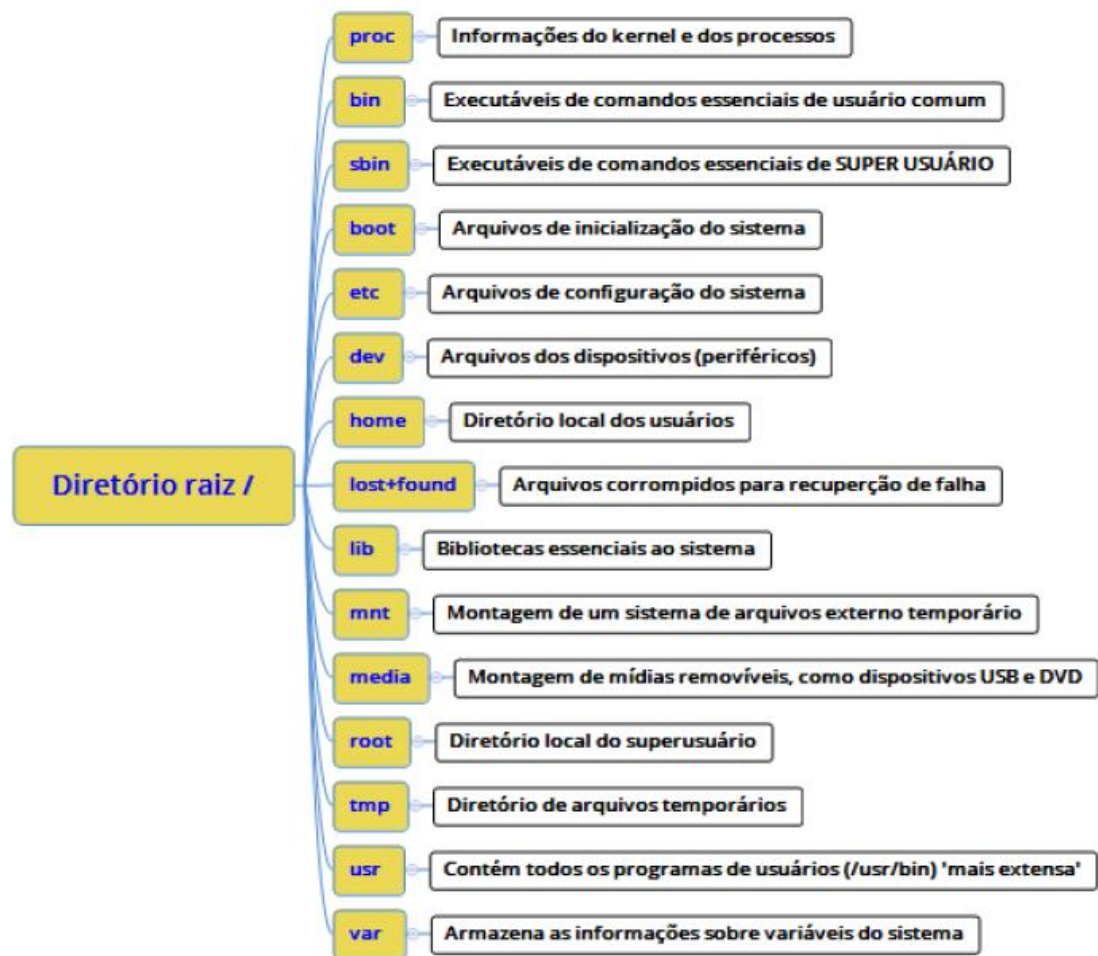 proc Informações do kernel e dos processos
bin Executáveis de comandos essenciais de usuário comum
sbin Executáveis de comandos essenciais de SUPER USUÁRIO
boot Arquivos de inicialização do sistema
etc Arquivos de configuração do sistema
dev Arquivos dos dispositivos (periféricos)
home Diretório local dos usuários
Diretório raiz /
lost+found Arquivos corrompidos para recuperção de falha
lib Bibliotecas essenciais ao sistema
mnt Montagem de um sistema de arquivos externo temporário
media Montagem de mídias removíveis, como dispositivos USB e DVD
root Diretório local do superusuário
tmp Diretório de arquivos temporários
usr Contém todos os programas de usuários (/usr/bin) 'mais extensa'
var Armazena as informações sobre variáveis do sistema